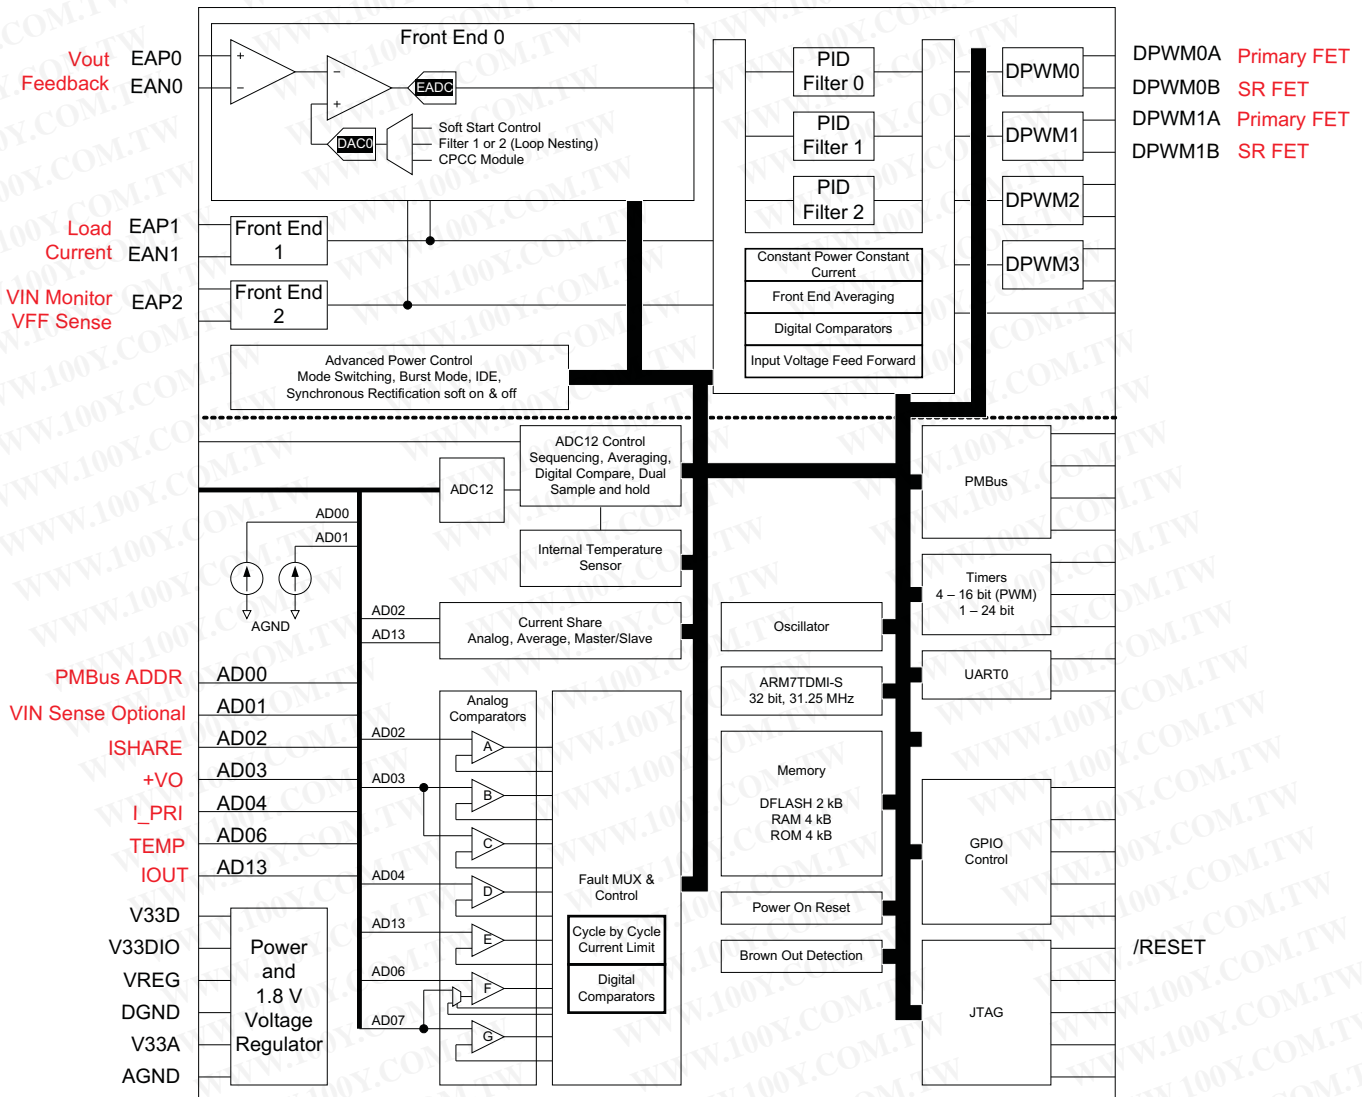 Front End 0
Vout
Feedback
EAP0
EAN0
EADC
DAC0
Soft Start Control
Filter 1 or 2 (Loop Nesting)
CPCC Module
PID
Filter 0
PID
Filter 1
PID
Filter 2
DPWM0
DPWM1
DPWM2
DPWM3
DPWM0A Primary FET
DPWM0B SR FET
DPWM1A Primary FET
DPWM1B SR FET
Load
Current
EAP1
EAN1
Front End
1
VIN Monitor
VFF Sense
EAP2
Front End
2
Constant Power Constant
Current
Front End Averaging
Digital Comparators
Input Voltage Feed Forward
Advanced Power Control
Mode Switching, Burst Mode, IDE,
Synchronous Rectification soft on & off
ADC12 Control
Sequencing, Averaging,
Digital Compare, Dual
Sample and hold
ADC12
AD00
AD01
AGND
Internal Temperature
Sensor
AD02
AD13
Current Share
Analog, Average, Master/Slave
PMBus
Timers
4 – 16 bit (PWM)
1 – 24 bit
UART0
Oscillator
ARM7TDMI-S
32 bit, 31.25 MHz
Memory
DFLASH 2 kB
RAM 4 kB
ROM 4 kB
Power On Reset
Brown Out Detection
GPIO
Control
JTAG
/RESET
PMBus ADDR AD00
VIN Sense Optional AD01
ISHARE AD02
+VO AD03
I_PRI AD04
TEMP AD06
IOUT AD13
V33D
V33DIO
VREG
DGND
V33A
AGND
Power
and
1.8 V
Voltage
Regulator
Analog
Comparators
AD02
A
AD03
B
C
AD04
D
AD13
E
AD06
F
AD07
G
Fault MUX &
Control
Cycle by Cycle
Current Limit
Digital
Comparators
WWW.100Y.COM.TW